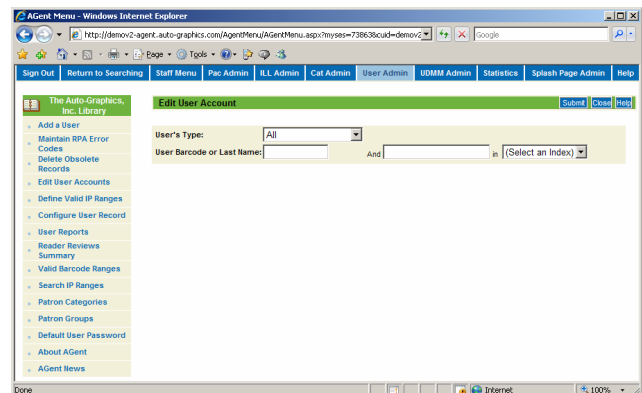 AGent Menu - Windows Internet Explorer
http://demov2-agent.auto-graphics.com/AgentMenu/AgentMenu.aspx?myses=73863&cuid=demov2
Google
Page
Tools
Sign Out Return to Searching Staff Menu Pac Admin ILL Admin Cat Admin User Admin UDMM Admin Statistics Splash Page Admin Help
The Auto-Graphics, Inc. Library
Edit User Account
Submit Close Help
Add a User
Maintain RPA Error Codes
Delete Obsolete Records
Edit User Accounts
Define Valid IP Ranges
Configure User Record
User Reports
Reader Reviews Summary
Valid Barcode Ranges
Search IP Ranges
Patron Categories
Patron Groups
Default User Password
About AGent
AGent News
User's Type: All
User Barcode or Last Name: And in (Select an Index)
Done
Internet
100%